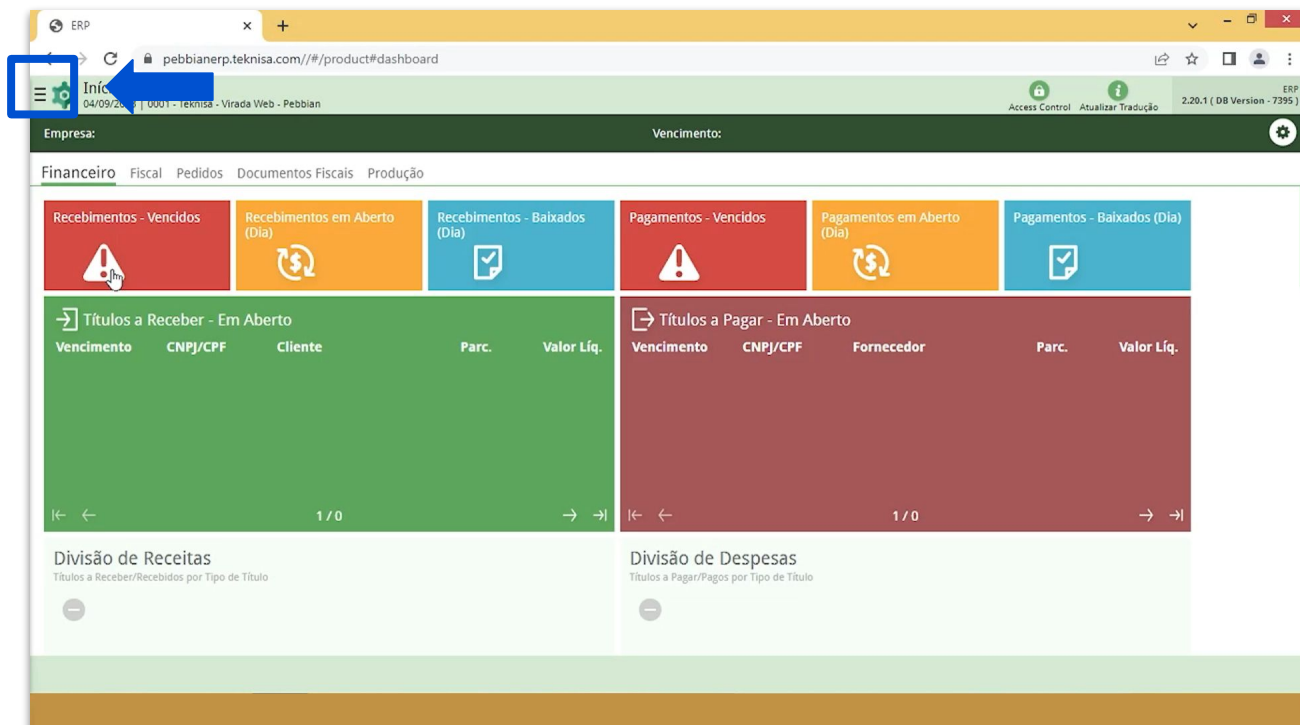 ERP
pebbianerp.teknisa.com//#/product#dashboard
0001 - Teknisa - Virada Web - Pebbian
Access Control
Atualizar Tradução
ERP
2.20.1 ( DB Version - 7395 )
Empresa:
Vencimento:
Financeiro Fiscal Pedidos Documentos Fiscais Produção
Recebimentos - Vencidos
Recebimentos em Aberto
(Dia)
Recebimentos - Baixados
(Dia)
Pagamentos - Vencidos
Pagamentos em Aberto
(Dia)
Pagamentos - Baixados (Dia)
Títulos a Receber - Em Aberto
Vencimento CNPJ/CPF Cliente Parc. Valor Líq.
1 / 0
Títulos a Pagar - Em Aberto
Vencimento CNPJ/CPF Fornecedor Parc. Valor Líq.
1 / 0
Divisão de Receitas
Títulos a Receber/Recebidos por Tipo de Título
Divisão de Despesas
Títulos a Pagar/Pagos por Tipo de Título